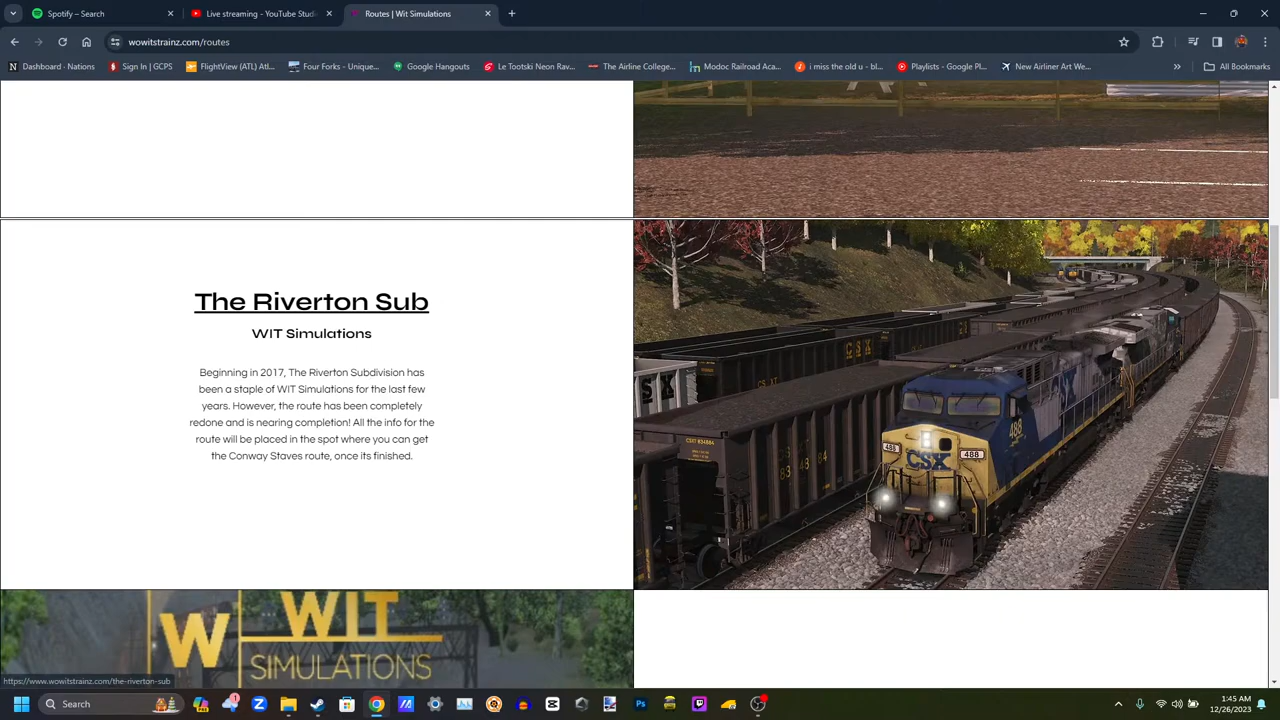 Spotify – Search
Live streaming - YouTube Studi
Routes | Wit Simulations
wowitstrainz.com/routes
Dashboard · Nations
Sign In | GCPS
FlightView (ATL) Atl...
Four Forks - Unique...
Google Hangouts
Le Tootski Neon Rav...
The Airline Colleg...
Modoc Railroad Aca...
i miss the old u - bl...
Playlists - Google Pl...
New Airliner Art We...
All Bookmarks
The Riverton Sub
WIT Simulations
Beginning in 2017, The Riverton Subdivision has
been a staple of WIT Simulations for the last few
years. However, the route has been completely
redone and is nearing completion! All the info for the
route will be placed in the spot where you can get
the Conway Staves route, once its finished.
CSX
488
488
CSX
488
W
WIT
SIMULATIONS
https://www.wowitstrainz.com/the-riverton-sub
Search
1:45 AM
12/26/2023